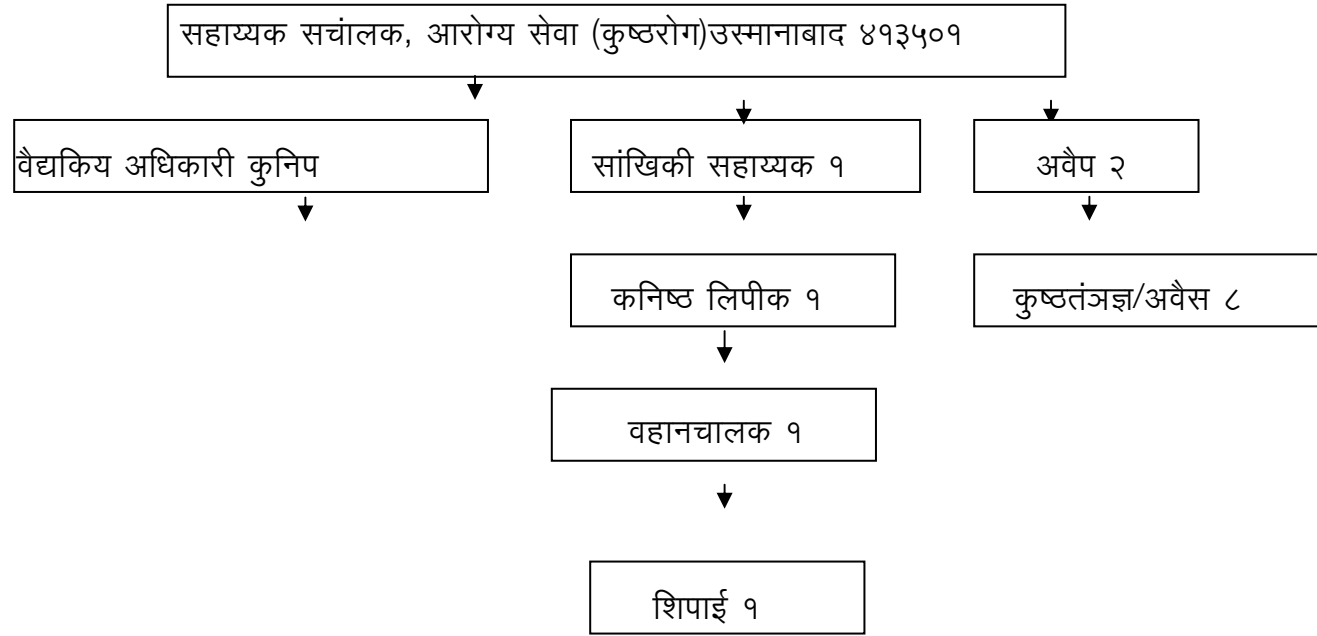 सहाय्यक सचांलक, आरोग्य सेवा (कुष्ठरोग)उस्मानाबाद ४१३५०१
वैद्यकिय अधिकारी कुनिप
सांखिकी सहाय्यक १
अवैप २
कनिष्ठ लिपीक १
कुष्ठतंञज्ञ/अवैस ८
वहानचालक १
शिपाई १